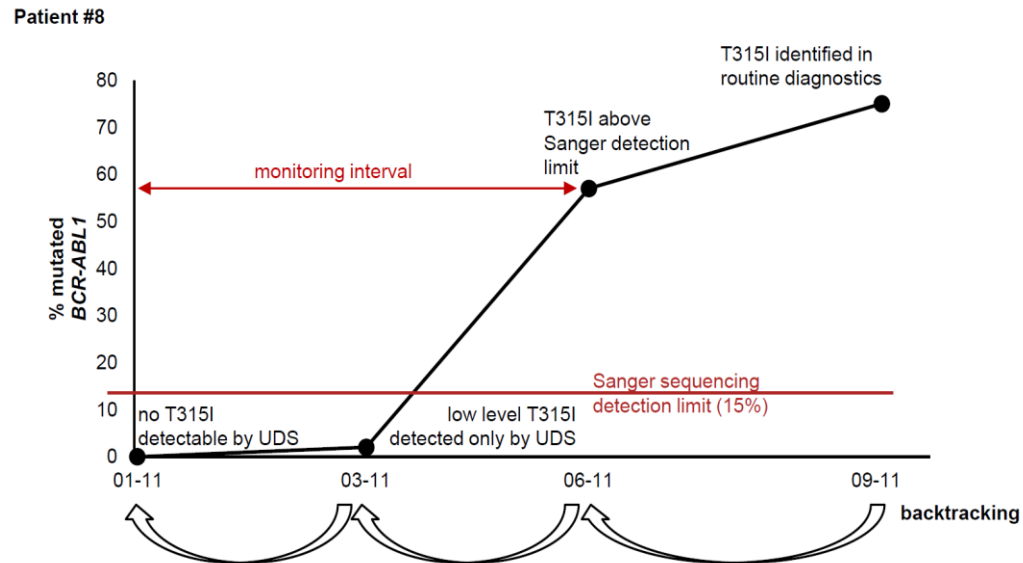 Patient #8
T315I identified in
routine diagnostics
T315I above
Sanger detection
limit
monitoring interval
% mutated
BCR-ABL1
80
70
60
50
40
30
20
10
0
Sanger sequencing
detection limit (15%)
no T315I
detectable by UDS
low level T315I
detected only by UDS
01-11
03-11
06-11
09-11
backtracking